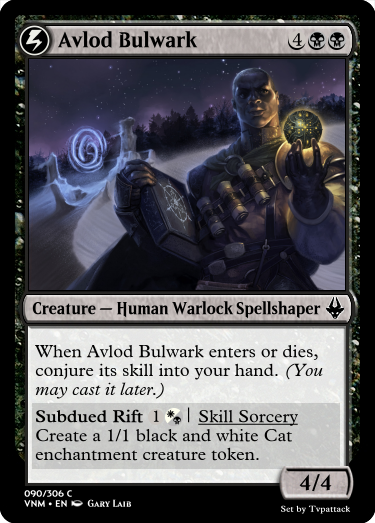 Avlod Bulwark 4
Creature — Human Warlock Spellshaper
When Avlod Bulwark enters or dies,
conjure its skill into your hand. (You
may cast it later.)
Subdued Rift 1 | Skill Sorcery
Create a 1/1 black and white Cat
enchantment creature token.
4/4
090/306 C
VNM • EN Gary Laib
Set by Tvpattack